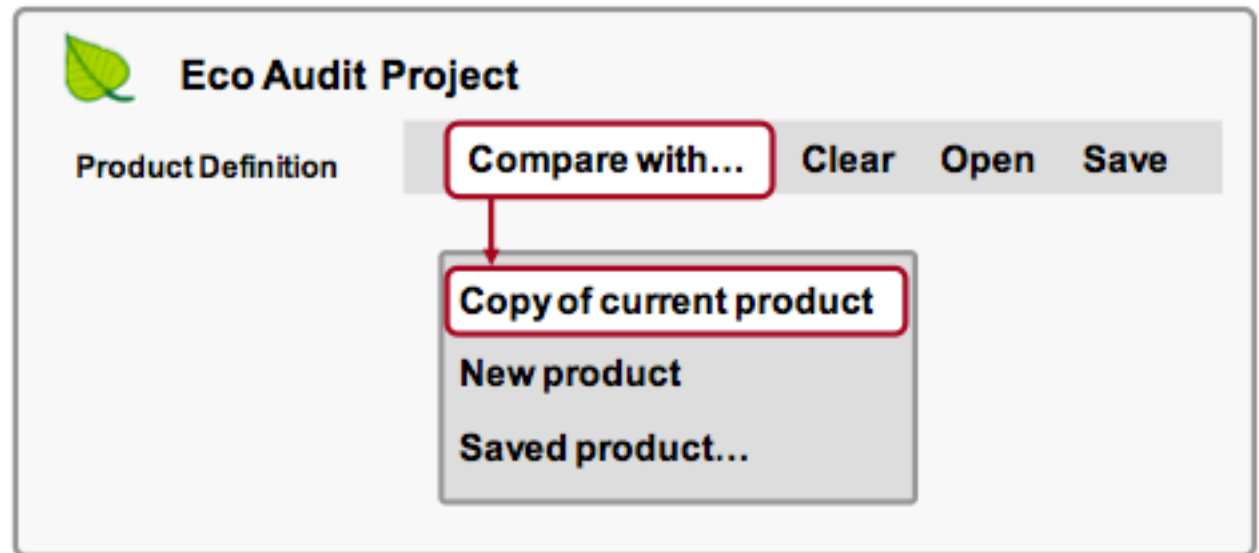 Eco Audit Project
Product Definition Compare with… Clear Open Save
Copy of current product
New product
Saved product…